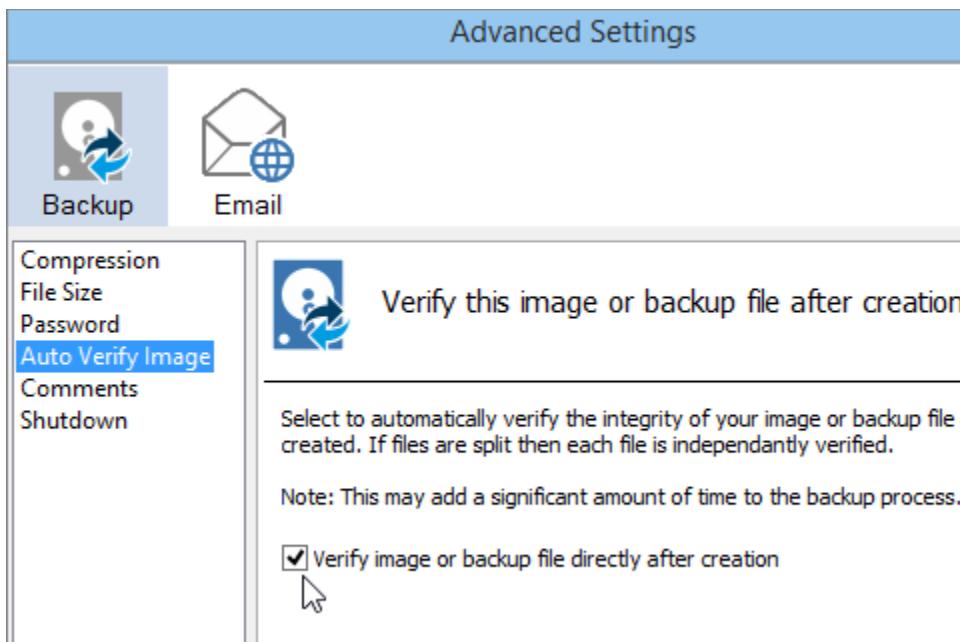 Advanced Settings
Backup
Email
Compression
File Size
Password
Auto Verify Image
Comments
Shutdown
Verify this image or backup file after creation
Select to automatically verify the integrity of your image or backup file
created. If files are split then each file is independantly verified.
Note: This may add a significant amount of time to the backup process.
Verify image or backup file directly after creation